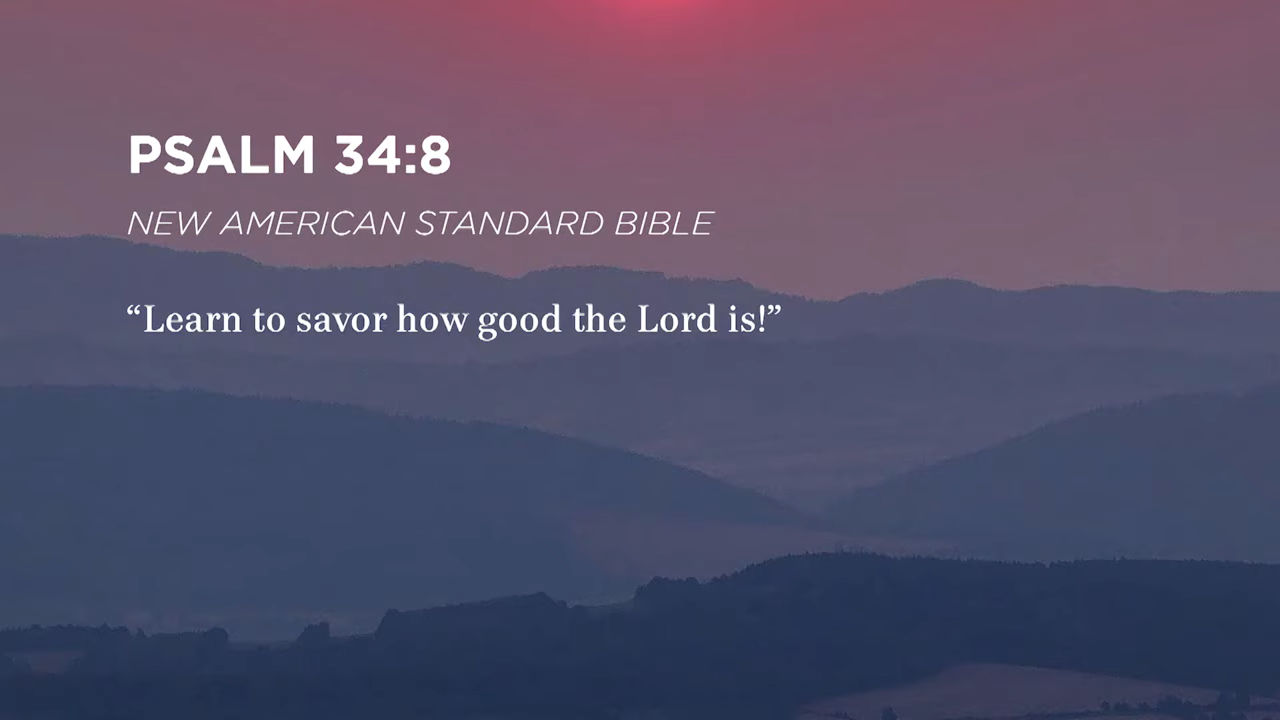 PSALM 34:8
NEW AMERICAN STANDARD BIBLE
“Learn to savor how good the Lord is!”